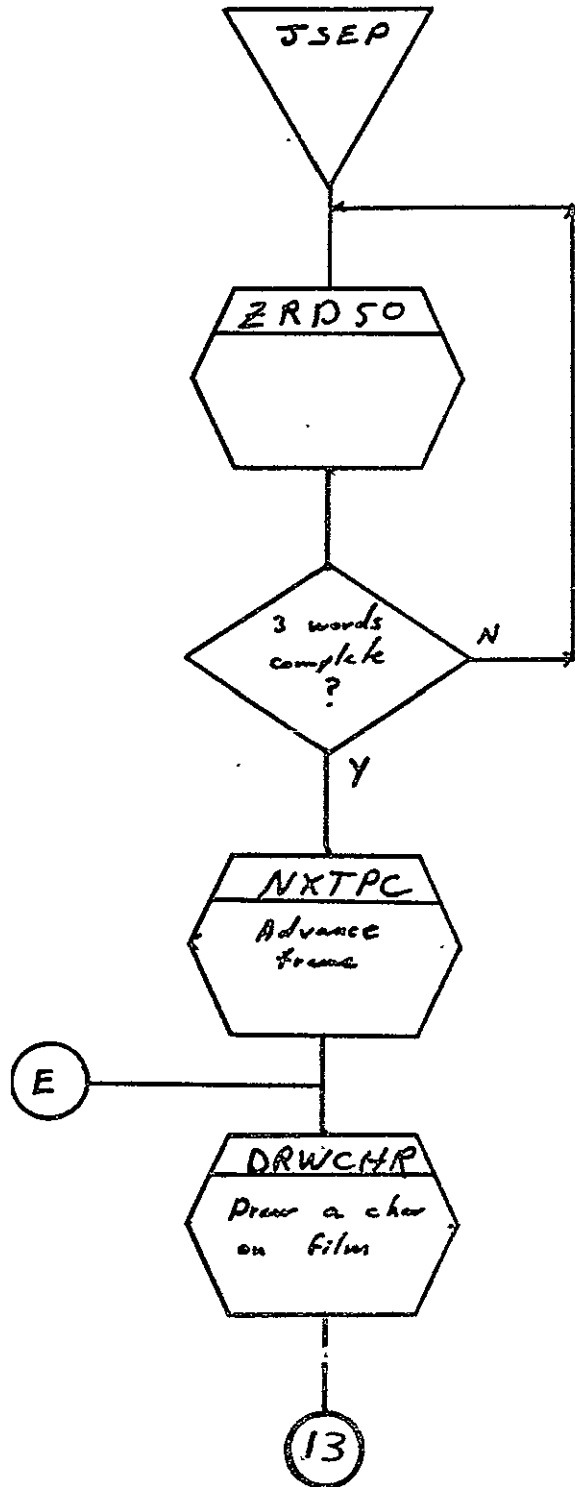 JSEP
ZRD50
3 words
complete
?
N
Y
NXTPC
Advance
frame
E
DRWCHR
Draw a char
on film
13